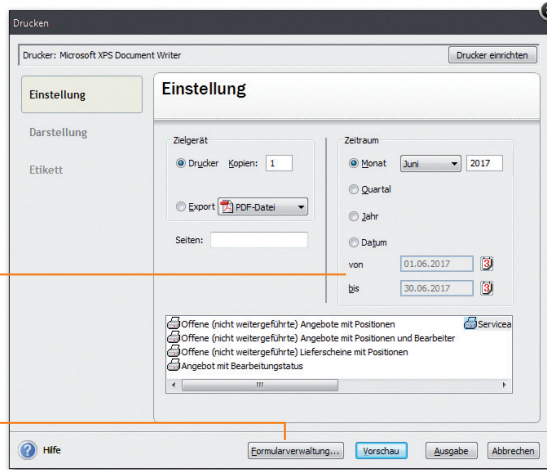 Drucken
Drucker: Microsoft XPS Document Writer
Drucker einrichten
Einstellung
Darstellung
Etikett
Einstellung
Zielgerät
Drucker Kopien: 1
Export PDF-Datei
Seiten:
Zeitraum
Monat Juni 2017
Quartal
Jahr
Datum
von 01.06.2017
bis 30.06.2017
Offene (nicht weitergeführte) Angebote mit Positionen
Offene (nicht weitergeführte) Angebote mit Positionen und Bearbeiter
Offene (nicht weitergeführte) Lieferscheine mit Positionen
Angebot mit Bearbeitungstatus
Servicea
Hilfe
Formularverwaltung...
Vorschau
Ausgabe
Abbrechen